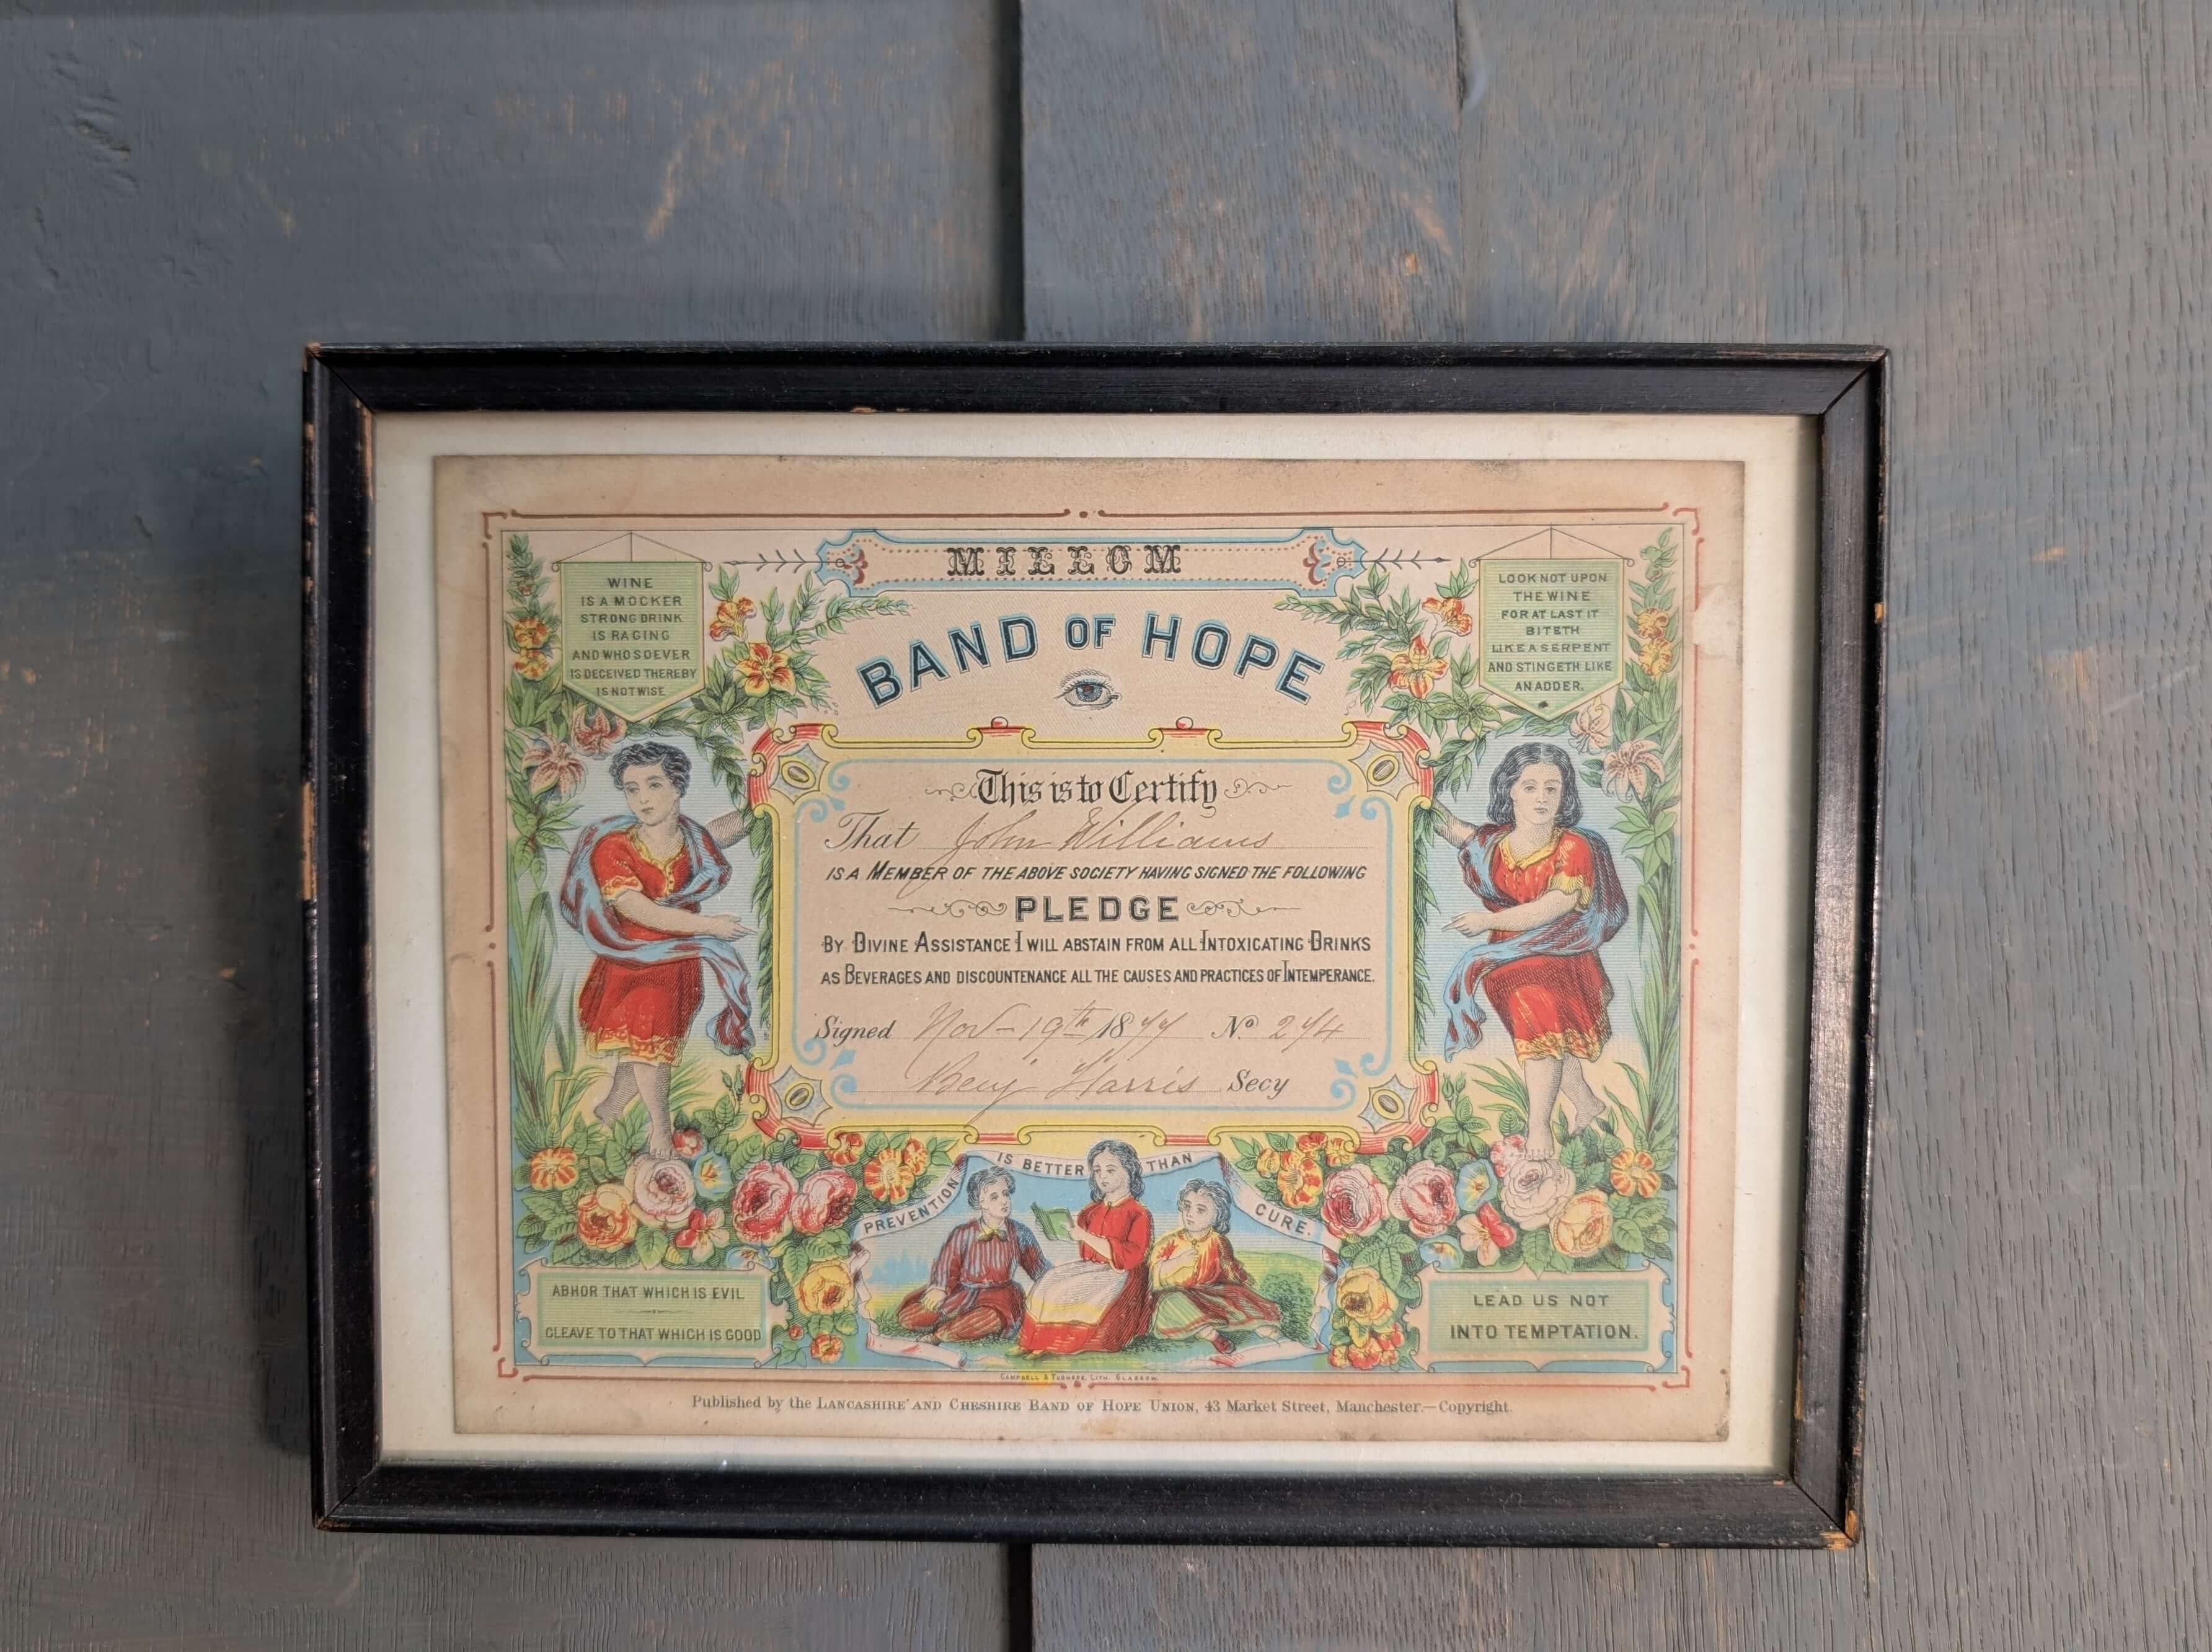 MILLOM
WINE
IS A MOCKER
STRONG DRINK
IS RAGING
AND WHOSOEVER
IS DECEIVED THEREBY
IS NOT WISE
BAND OF HOPE
LOOK NOT UPON
THE WINE
FOR AT LAST IT
BITETH
LIKE A SERPENT
AND STINGETH LIKE
AN ADDER.
This is to Certify
That John Williams
IS A MEMBER OF THE ABOVE SOCIETY HAVING SIGNED THE FOLLOWING
PLEDGE
BY DIVINE ASSISTANCE I WILL ABSTAIN FROM ALL INTOXICATING DRINKS
AS BEVERAGES AND DISCOUNTENANCE ALL THE CAUSES AND PRACTICES OF INTEMPERANCE.
Signed Nov - 19th 1877 No 274
Benj Harris Secy
PREVENTION IS BETTER THAN CURE.
ABHOR THAT WHICH IS EVIL
CLEAVE TO THAT WHICH IS GOOD
LEAD US NOT
INTO TEMPTATION.
CAMPBELL & TUDHOPE, LITH. GLASGOW.
Published by the LANCASHIRE AND CHESHIRE BAND OF HOPE UNION, 43 Market Street, Manchester.—Copyright.